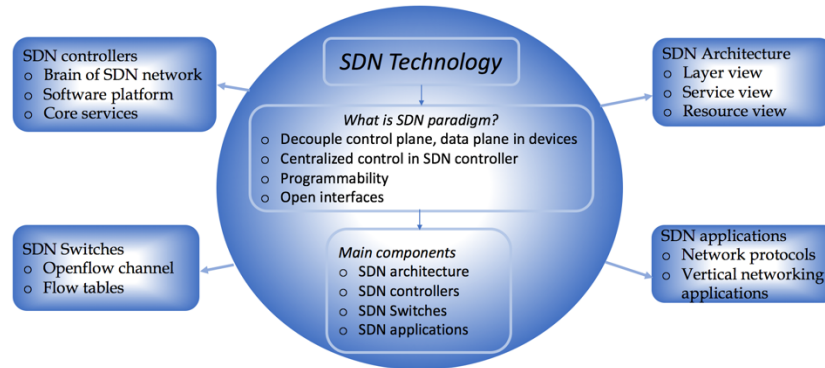 SDN Technology
What is SDN paradigm?
○ Decouple control plane, data plane in devices
○ Centralized control in SDN controller
○ Programmability
○ Open interfaces
Main components
○ SDN architecture
○ SDN controllers
○ SDN Switches
○ SDN applications
SDN controllers
○ Brain of SDN network
○ Software platform
○ Core services
SDN Switches
○ Openflow channel
○ Flow tables
SDN Architecture
○ Layer view
○ Service view
○ Resource view
SDN applications
○ Network protocols
○ Vertical networking
applications